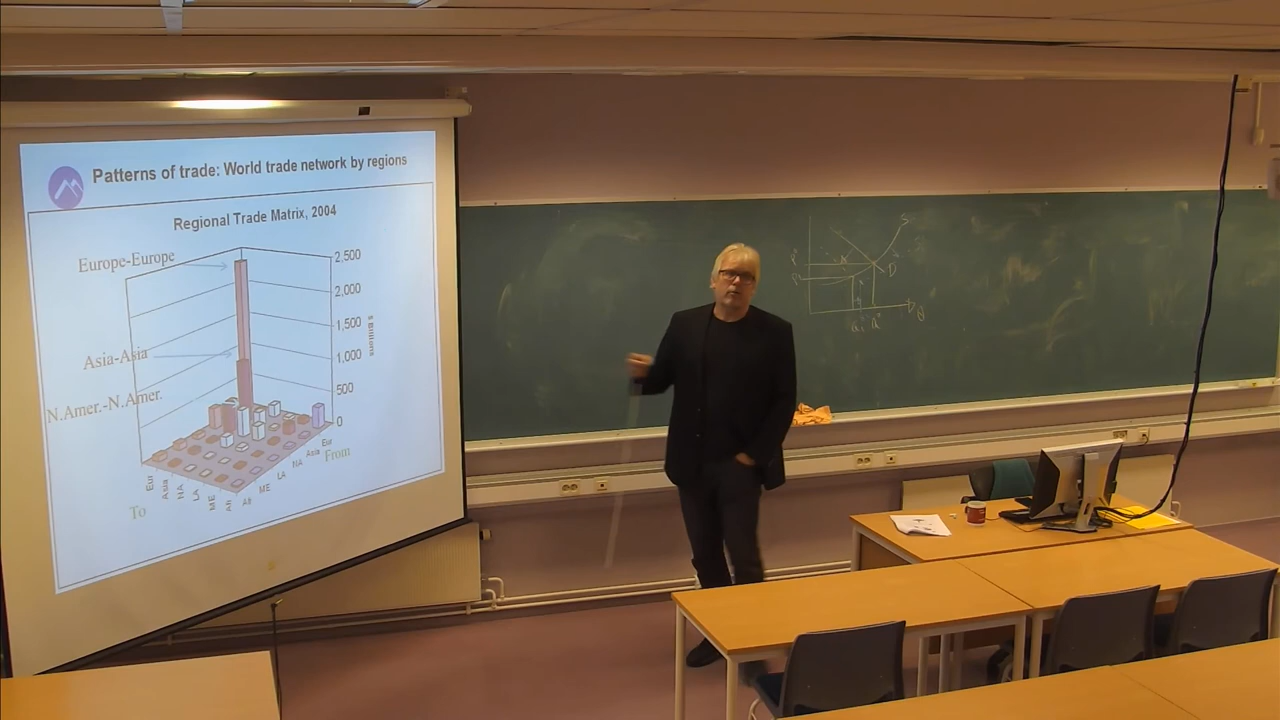 Patterns of trade: World trade network by regions
Regional Trade Matrix, 2004
Europe-Europe
Asia-Asia
N.Amer.-N.Amer.
2,500
2,000
1,500
1,000
500
0
$ Billions
Eur
Asia
NA
LA
ME
Afr
To
Afr
ME
LA
NA
Asia
Eur
From
S
D